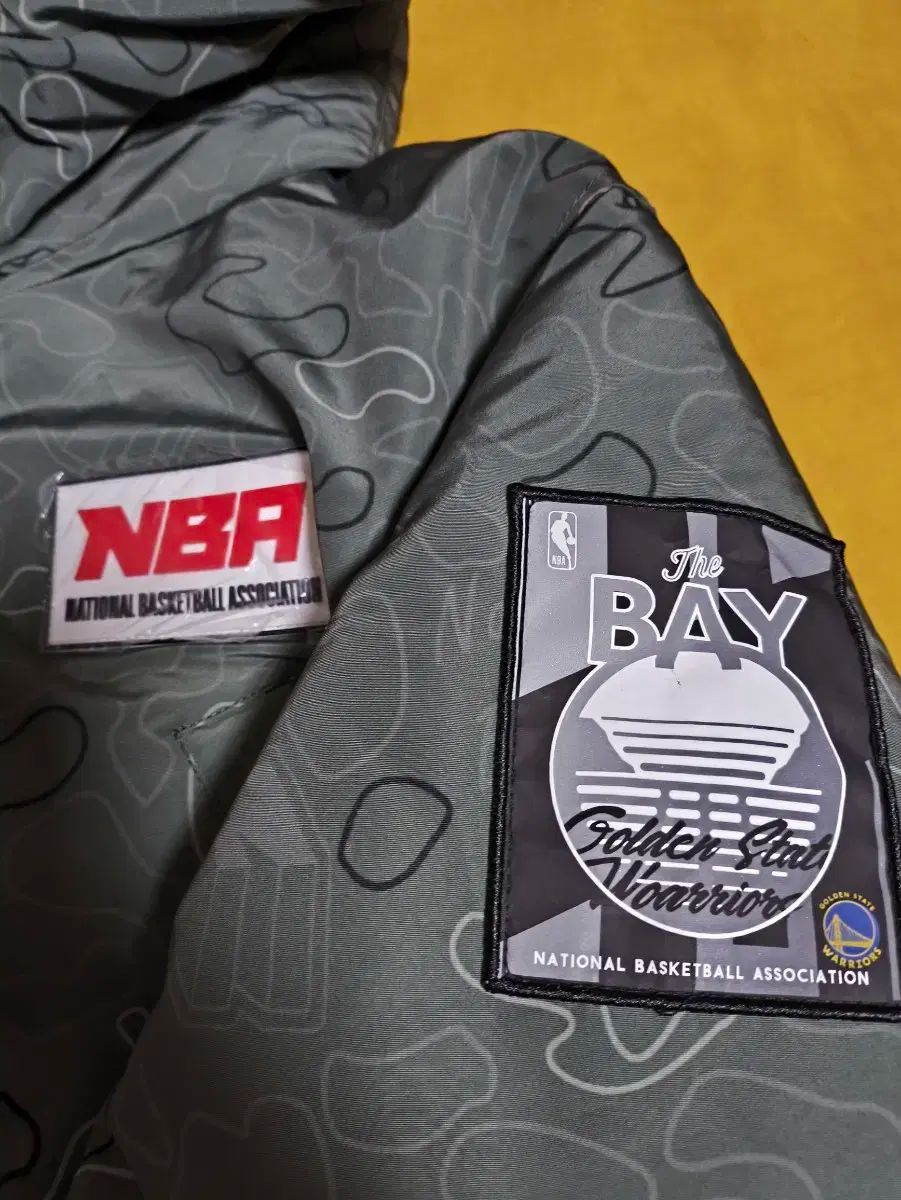 NBA
NATIONAL BASKETBALL ASSOCIATION
NBA
The
BAY
Golden State
Warriors
GOLDEN STATE
WARRIORS
NATIONAL BASKETBALL ASSOCIATION